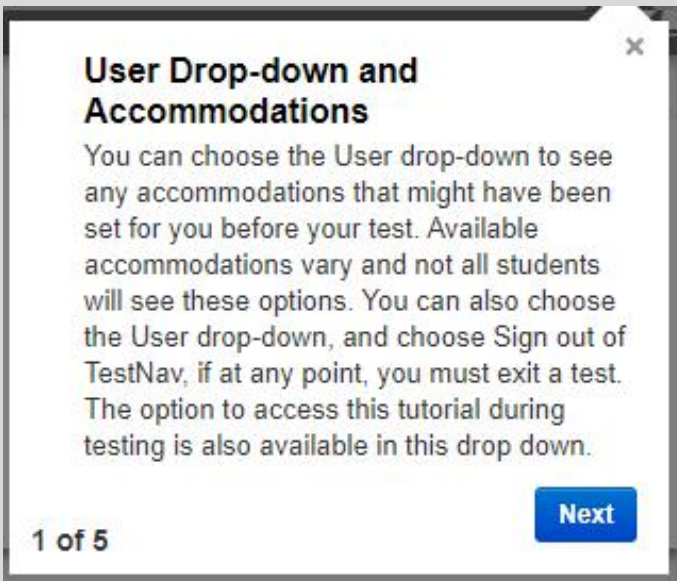 ×
User Drop-down and
Accommodations
You can choose the User drop-down to see
any accommodations that might have been
set for you before your test. Available
accommodations vary and not all students
will see these options. You can also choose
the User drop-down, and choose Sign out of
TestNav, if at any point, you must exit a test.
The option to access this tutorial during
testing is also available in this drop down.
Next
1 of 5